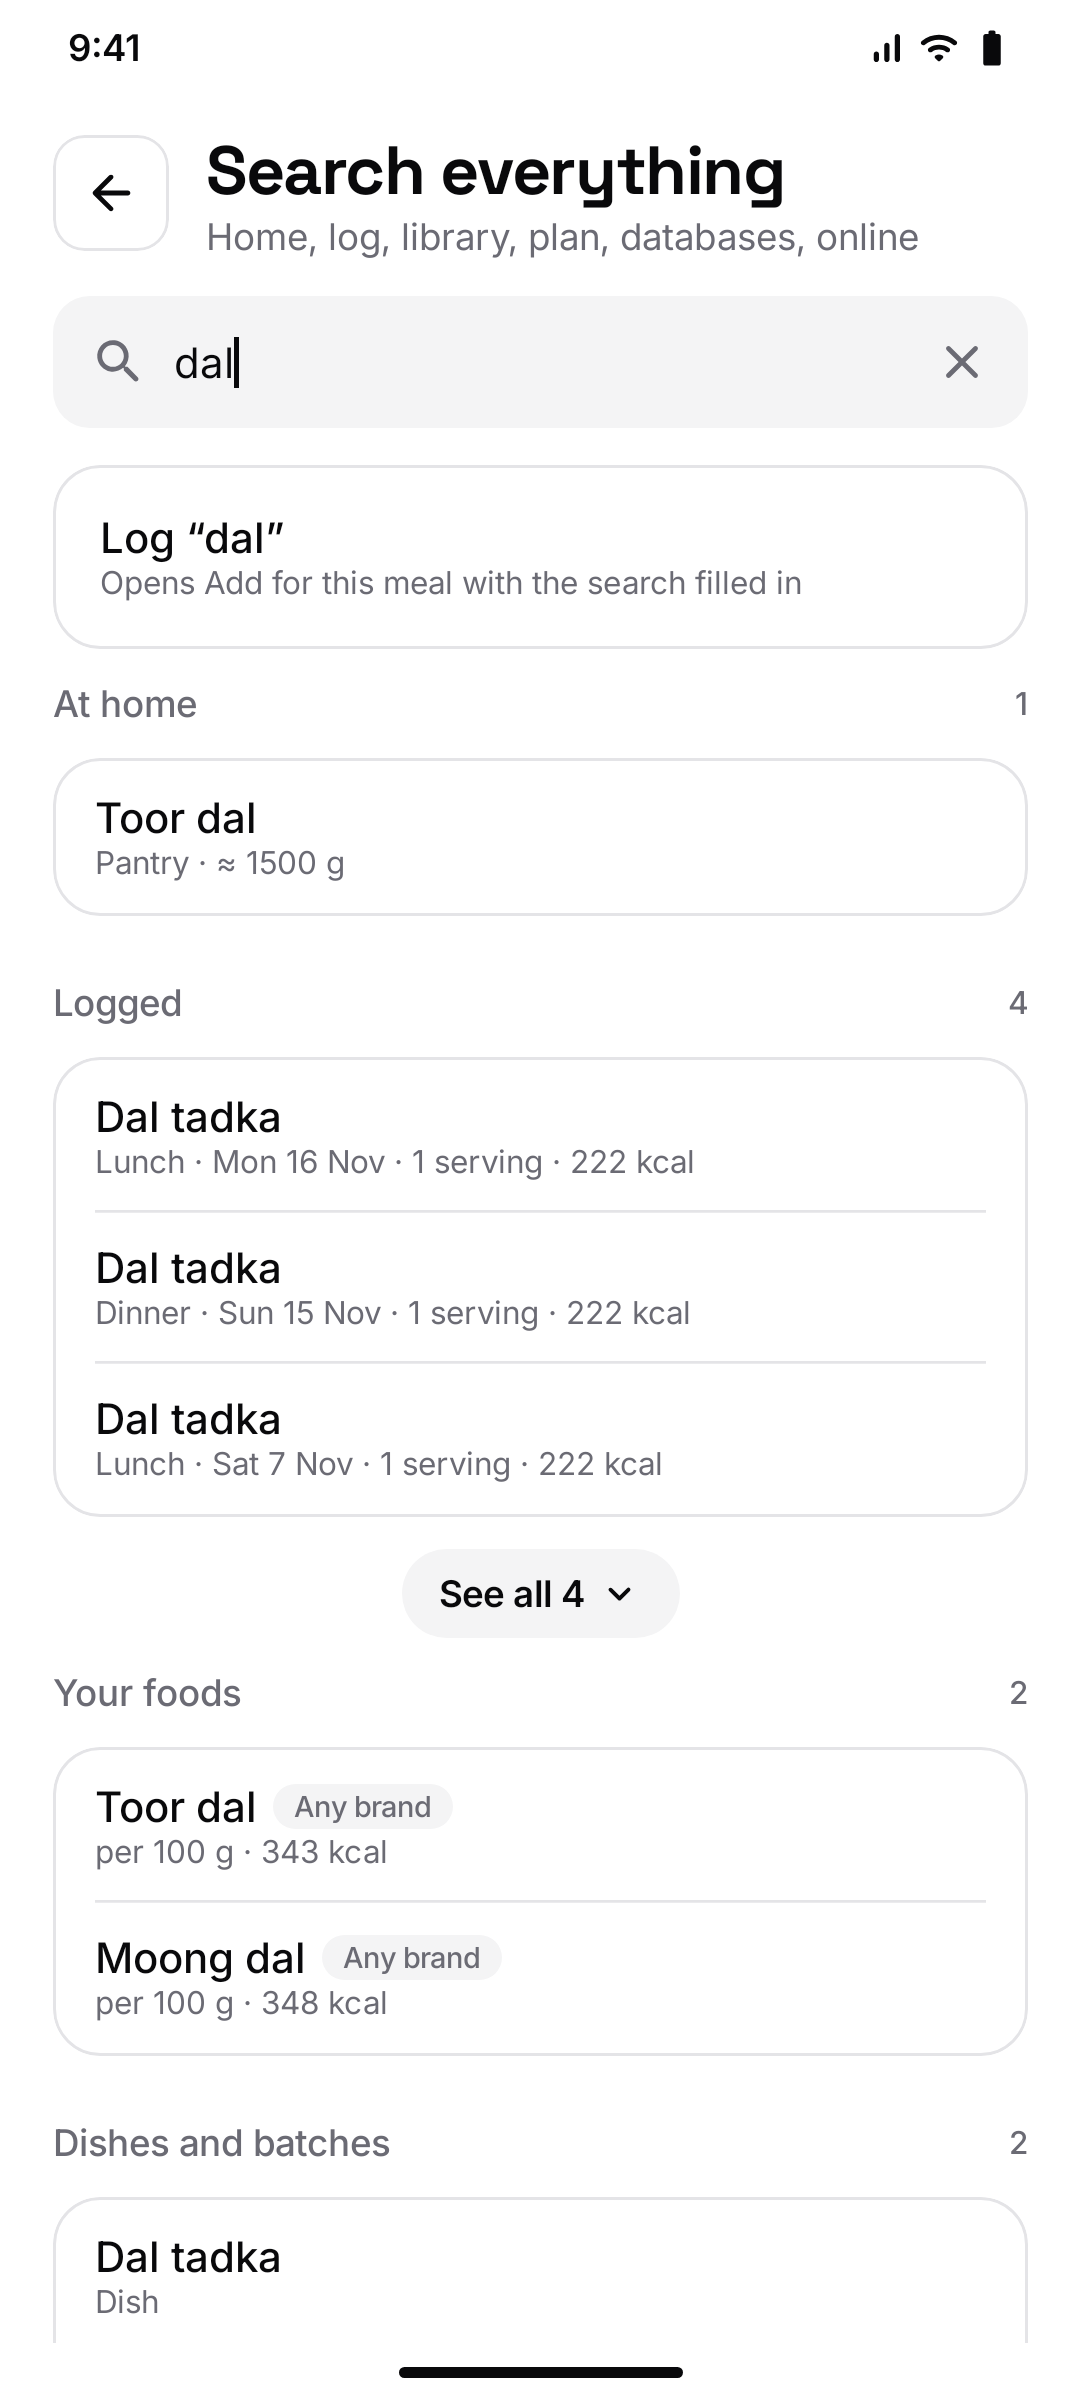 9:41
Search everything
Home, log, library, plan, databases, online
dal
Log “dal”
Opens Add for this meal with the search filled in
At home 1
Toor dal
Pantry · ≈ 1500 g
Logged 4
Dal tadka
Lunch · Mon 16 Nov · 1 serving · 222 kcal
Dal tadka
Dinner · Sun 15 Nov · 1 serving · 222 kcal
Dal tadka
Lunch · Sat 7 Nov · 1 serving · 222 kcal
See all 4
Your foods 2
Toor dal Any brand
per 100 g · 343 kcal
Moong dal Any brand
per 100 g · 348 kcal
Dishes and batches 2
Dal tadka
Dish